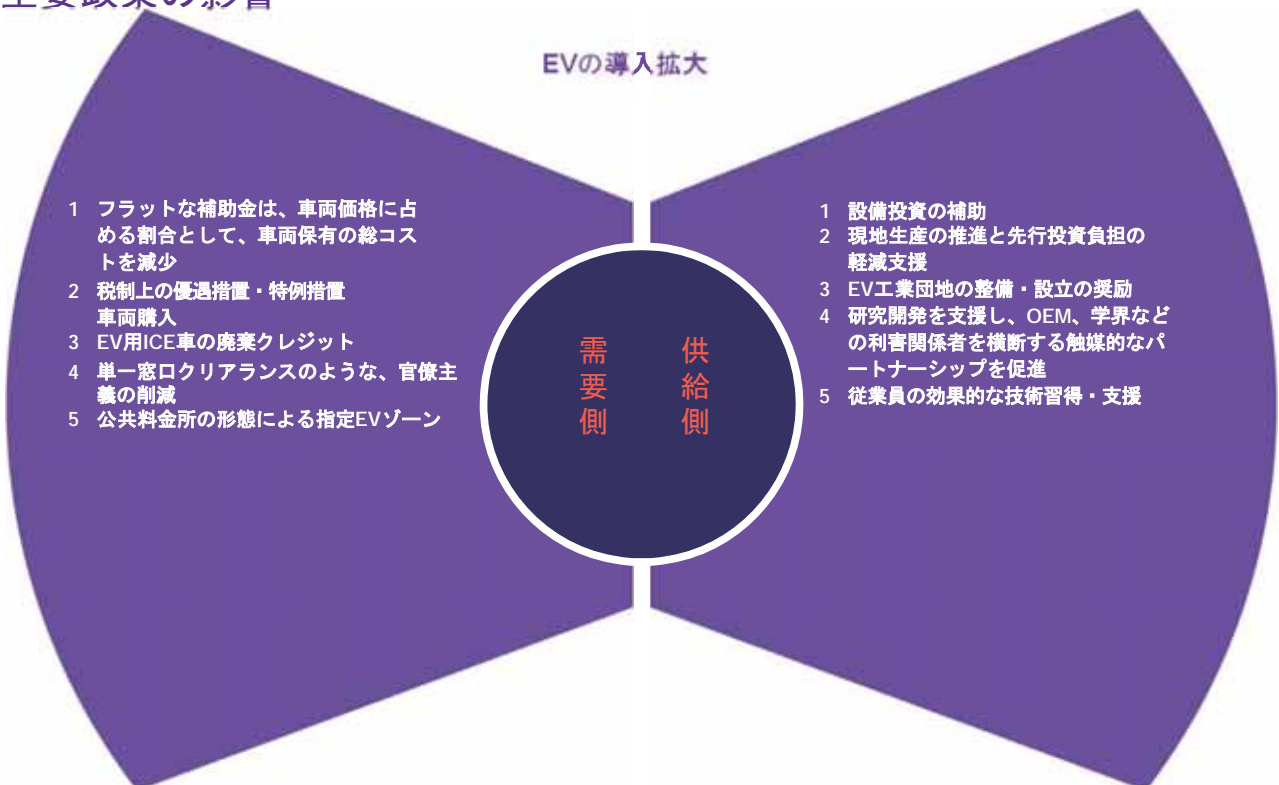 主要政策の影響
EVの導入拡大
1 フラットな補助金は、車両価格に占
める割合として、車両保有の総コス
トを減少
2 税制上の優遇措置・特例措置
車両購入
3 EV用ICE車の廃棄クレジット
4 単一窓口クリアランスのような、官僚主
義の削減
5 公共料金所の形態による指定EVゾーン
需要側
供給側
1 設備投資の補助
2 現地生産の推進と先行投資負担の
軽減支援
3 EV工業団地の整備・設立の奨励
4 研究開発を支援し、OEM、学界など
の利害関係者を横断する触媒的なパ
ートナーシップを促進
5 従業員の効果的な技術習得・支援